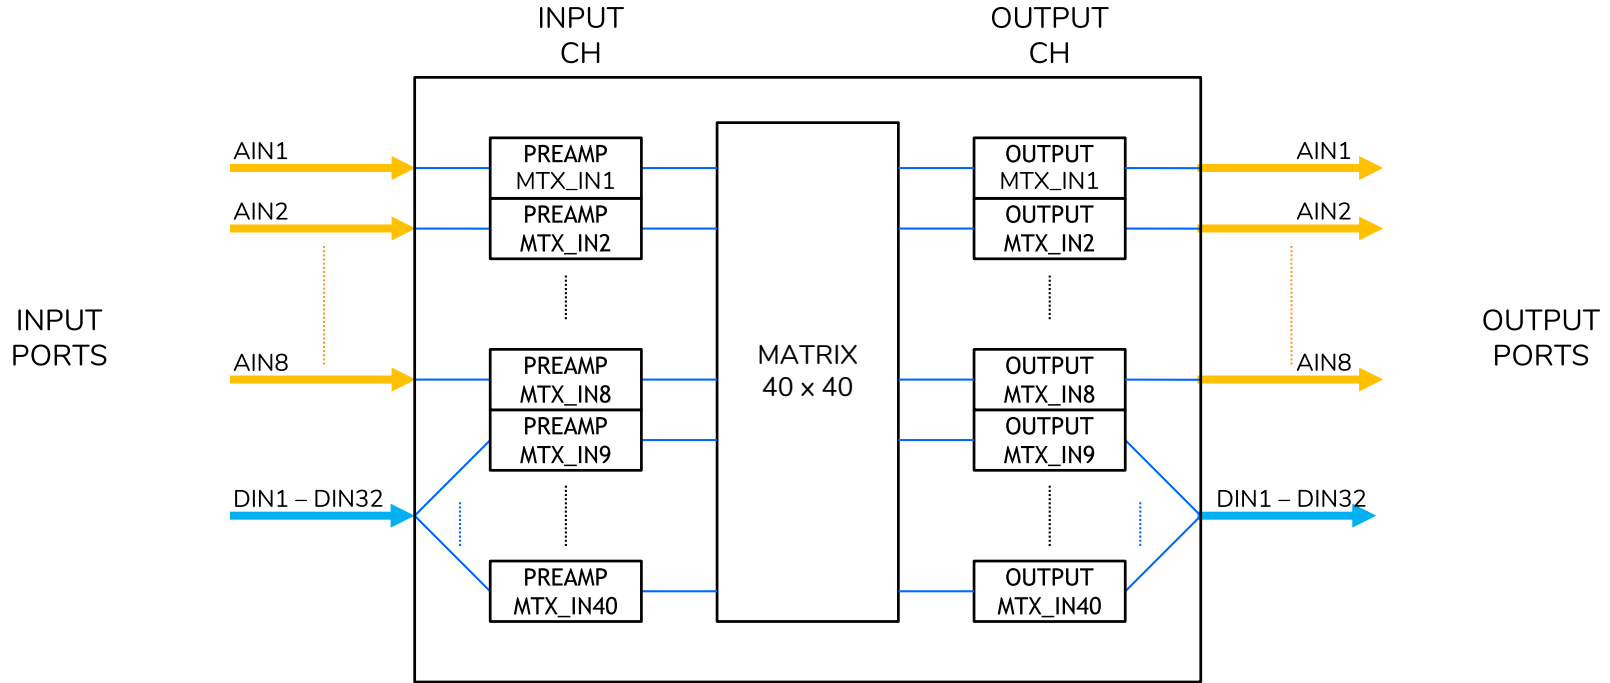 INPUT
CH
OUTPUT
CH
AIN1
PREAMP
MTX_IN1
OUTPUT
MTX_IN1
AIN1
AIN2
PREAMP
MTX_IN2
OUTPUT
MTX_IN2
AIN2
INPUT
PORTS
OUTPUT
PORTS
MATRIX
40 x 40
AIN8
PREAMP
MTX_IN8
OUTPUT
MTX_IN8
AIN8
PREAMP
MTX_IN9
OUTPUT
MTX_IN9
DIN1 – DIN32
DIN1 – DIN32
PREAMP
MTX_IN40
OUTPUT
MTX_IN40